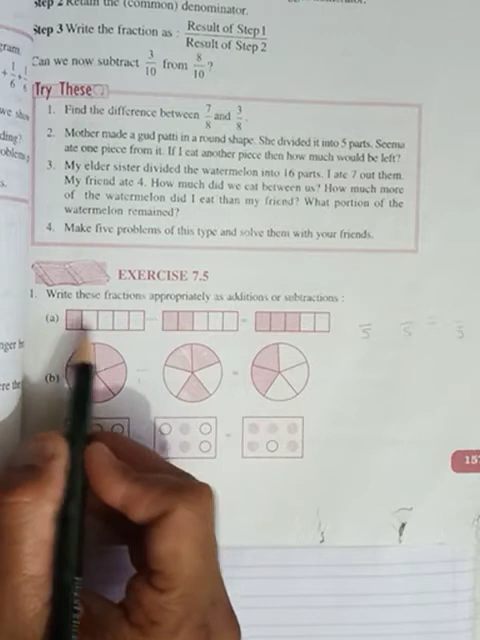 Step 2 Retain the (common) denominator.
Step 3 Write the fraction as : Result of Step1 / Result of Step 2
Can we now subtract 3/10 from 8/10 ?
Try These
1. Find the difference between 7/8 and 3/8.
2. Mother made a gud patti in a round shape. She divided it into 5 parts. Seema
ate one piece from it. If I eat another piece then how much would be left?
3. My elder sister divided the watermelon into 16 parts. I ate 7 out them.
My friend ate 4. How much did we eat between us? How much more
of the watermelon did I eat than my friend? What portion of the
watermelon remained?
4. Make five problems of this type and solve them with your friends.
EXERCISE 7.5
1. Write these fractions appropriately as additions or subtractions :
(a)
(b)
157